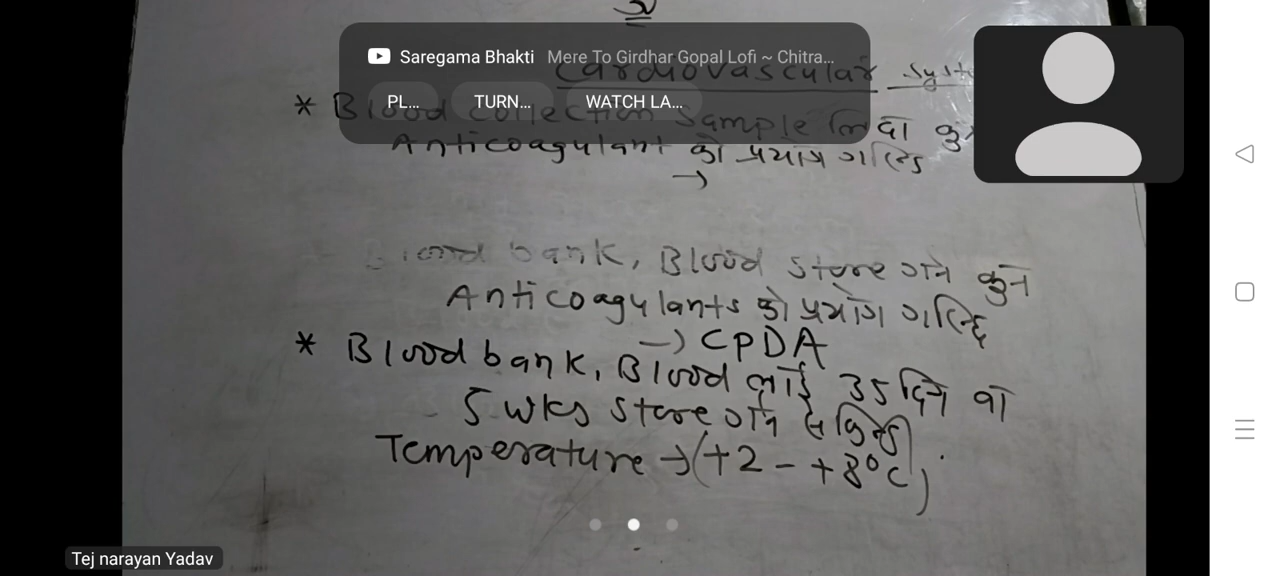 Saregama Bhakti Mere To Girdhar Gopal Lofi ~ Chitra...
Cardiovascular Syst
PL... TURN... WATCH LA...
* Blood collection Sample लिदा कु
Anticoagulant को प्रयोग गरिन्छ
→
bank, Blood store गर्न कुन
Anticoagulants को प्रयोग गरिन्छ
→ CPDA
* Blood bank, Blood लाई 35 दिन वा
5 wks store गर्न सकिन्छ
Temperature → (+2 - +8°C)
Tej narayan Yadav